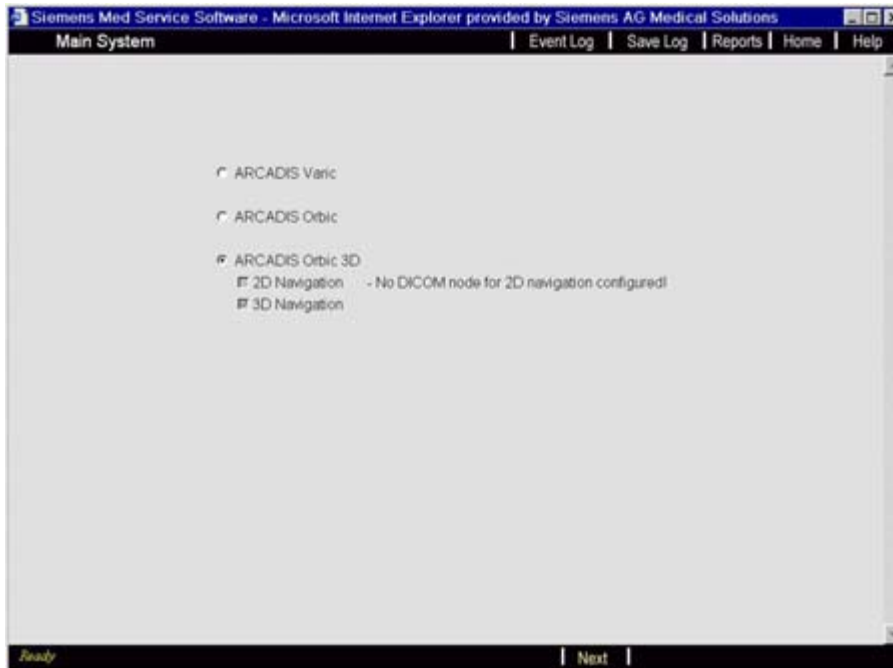 Siemens Med Service Software - Microsoft Internet Explorer provided by Siemens AG Medical Solutions
Main System | Event Log | Save Log | Reports | Home | Help
ARCADIS Varic
ARCADIS Orbic
ARCADIS Orbic 3D
2D Navigation - No DICOM node for 2D navigation configured!
3D Navigation
Ready | Next |